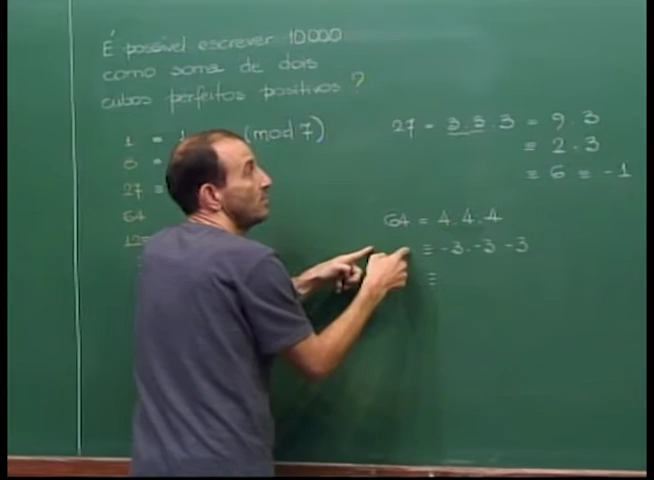 É possível escrever 10000
como soma de dois
cubos perfeitos positivos ?
1 ≡ 1 (mod 7)
8 ≡
27 ≡
64
27 = 3.3.3 = 9.3
≡ 2.3
≡ 6 ≡ -1
64 = 4.4.4
≡ -3.-3.-3
≡